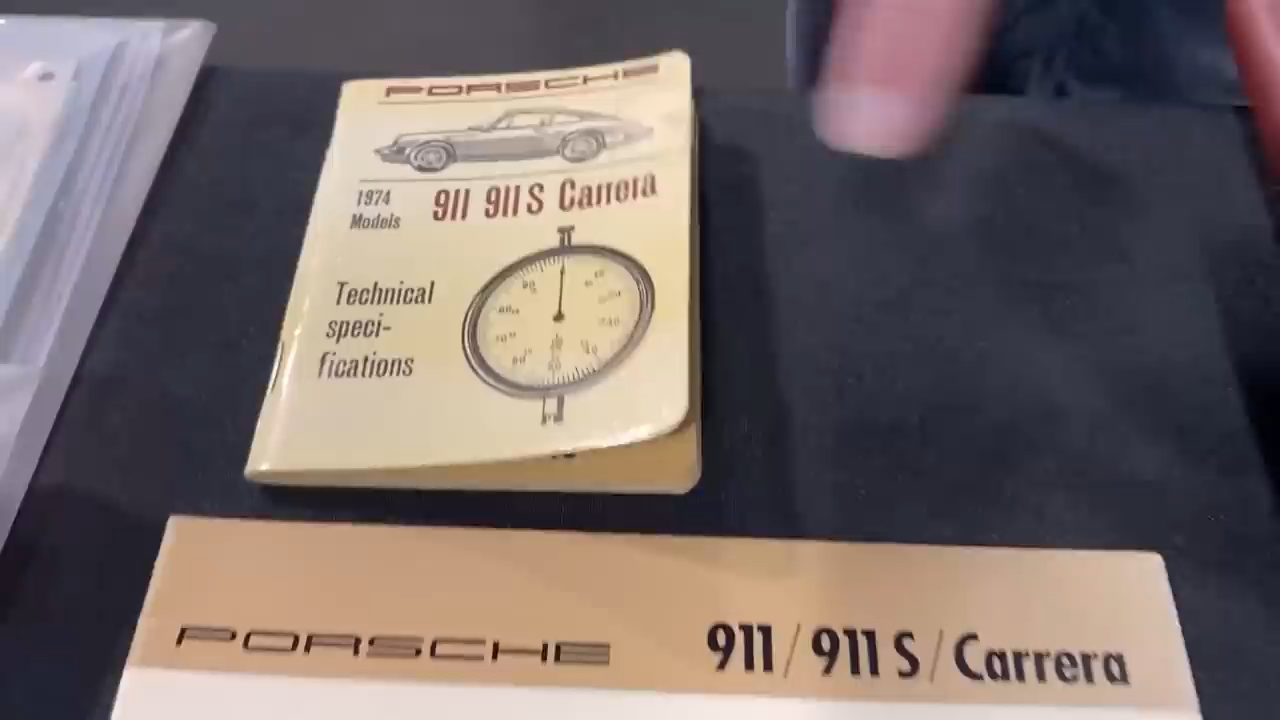 PORSCHE
1974
Models
911 911 S Carrera
Technical
speci-
fications
PORSCHE
911 / 911 S / Carrera